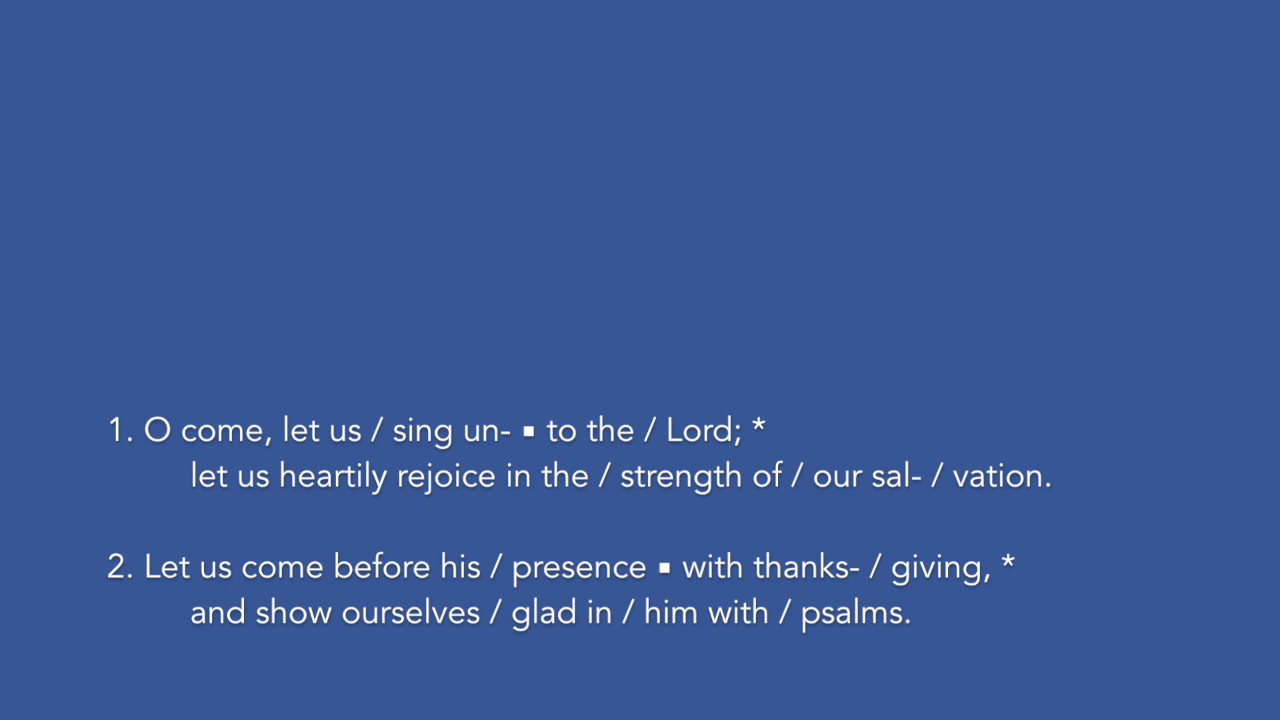 1. O come, let us / sing un- ▪ to the / Lord; *
let us heartily rejoice in the / strength of / our sal- / vation.
2. Let us come before his / presence ▪ with thanks- / giving, *
and show ourselves / glad in / him with / psalms.